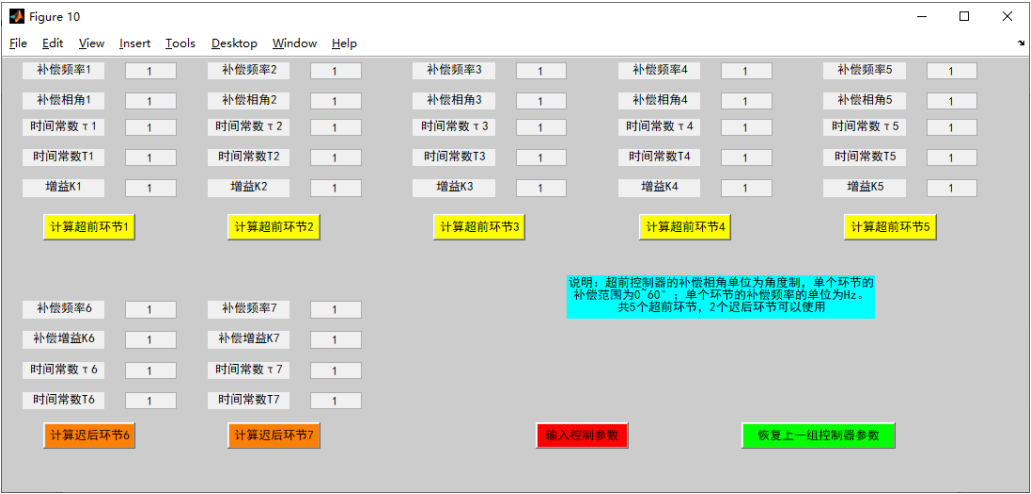 Figure 10
File Edit View Insert Tools Desktop Window Help
补偿频率1 1 补偿频率2 1 补偿频率3 1 补偿频率4 1 补偿频率5 1
补偿相角1 1 补偿相角2 1 补偿相角3 1 补偿相角4 1 补偿相角5 1
时间常数τ1 1 时间常数τ2 1 时间常数τ3 1 时间常数τ4 1 时间常数τ5 1
时间常数T1 1 时间常数T2 1 时间常数T3 1 时间常数T4 1 时间常数T5 1
增益K1 1 增益K2 1 增益K3 1 增益K4 1 增益K5 1
计算超前环节1 计算超前环节2 计算超前环节3 计算超前环节4 计算超前环节5
说明：超前控制器的补偿相角单位为角度制，单个环节的
补偿范围为0~60°；单个环节的补偿频率的单位为Hz。
共5个超前环节，2个迟后环节可以使用
补偿频率6 1 补偿频率7 1
补偿增益K6 1 补偿增益K7 1
时间常数τ6 1 时间常数τ7 1
时间常数T6 1 时间常数T7 1
计算迟后环节6 计算迟后环节7 输入控制参数 恢复上一组控制器参数